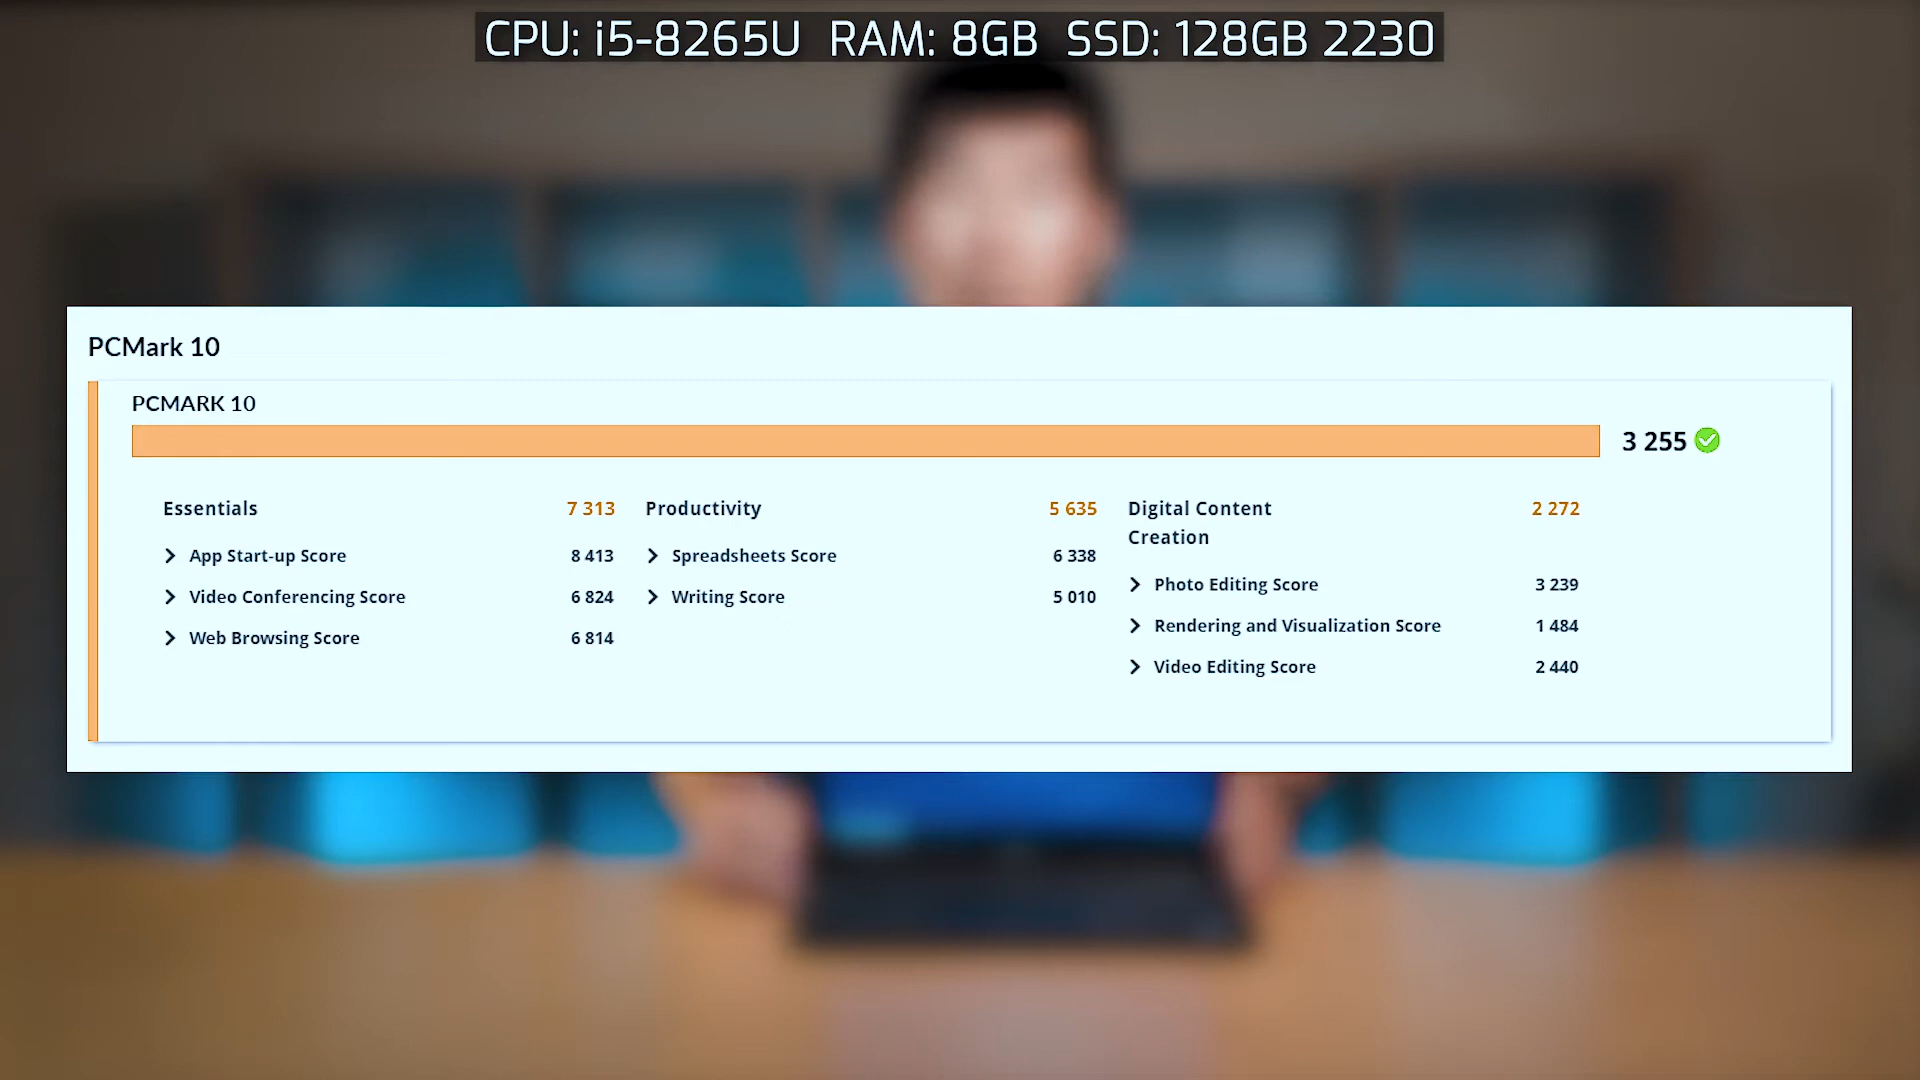 CPU: i5-8265U RAM: 8GB SSD: 128GB 2230
PCMark 10
PCMARK 10
3 255
Essentials 7 313
App Start-up Score 8 413
Video Conferencing Score 6 824
Web Browsing Score 6 814
Productivity 5 635
Spreadsheets Score 6 338
Writing Score 5 010
Digital Content 2 272
Creation
Photo Editing Score 3 239
Rendering and Visualization Score 1 484
Video Editing Score 2 440